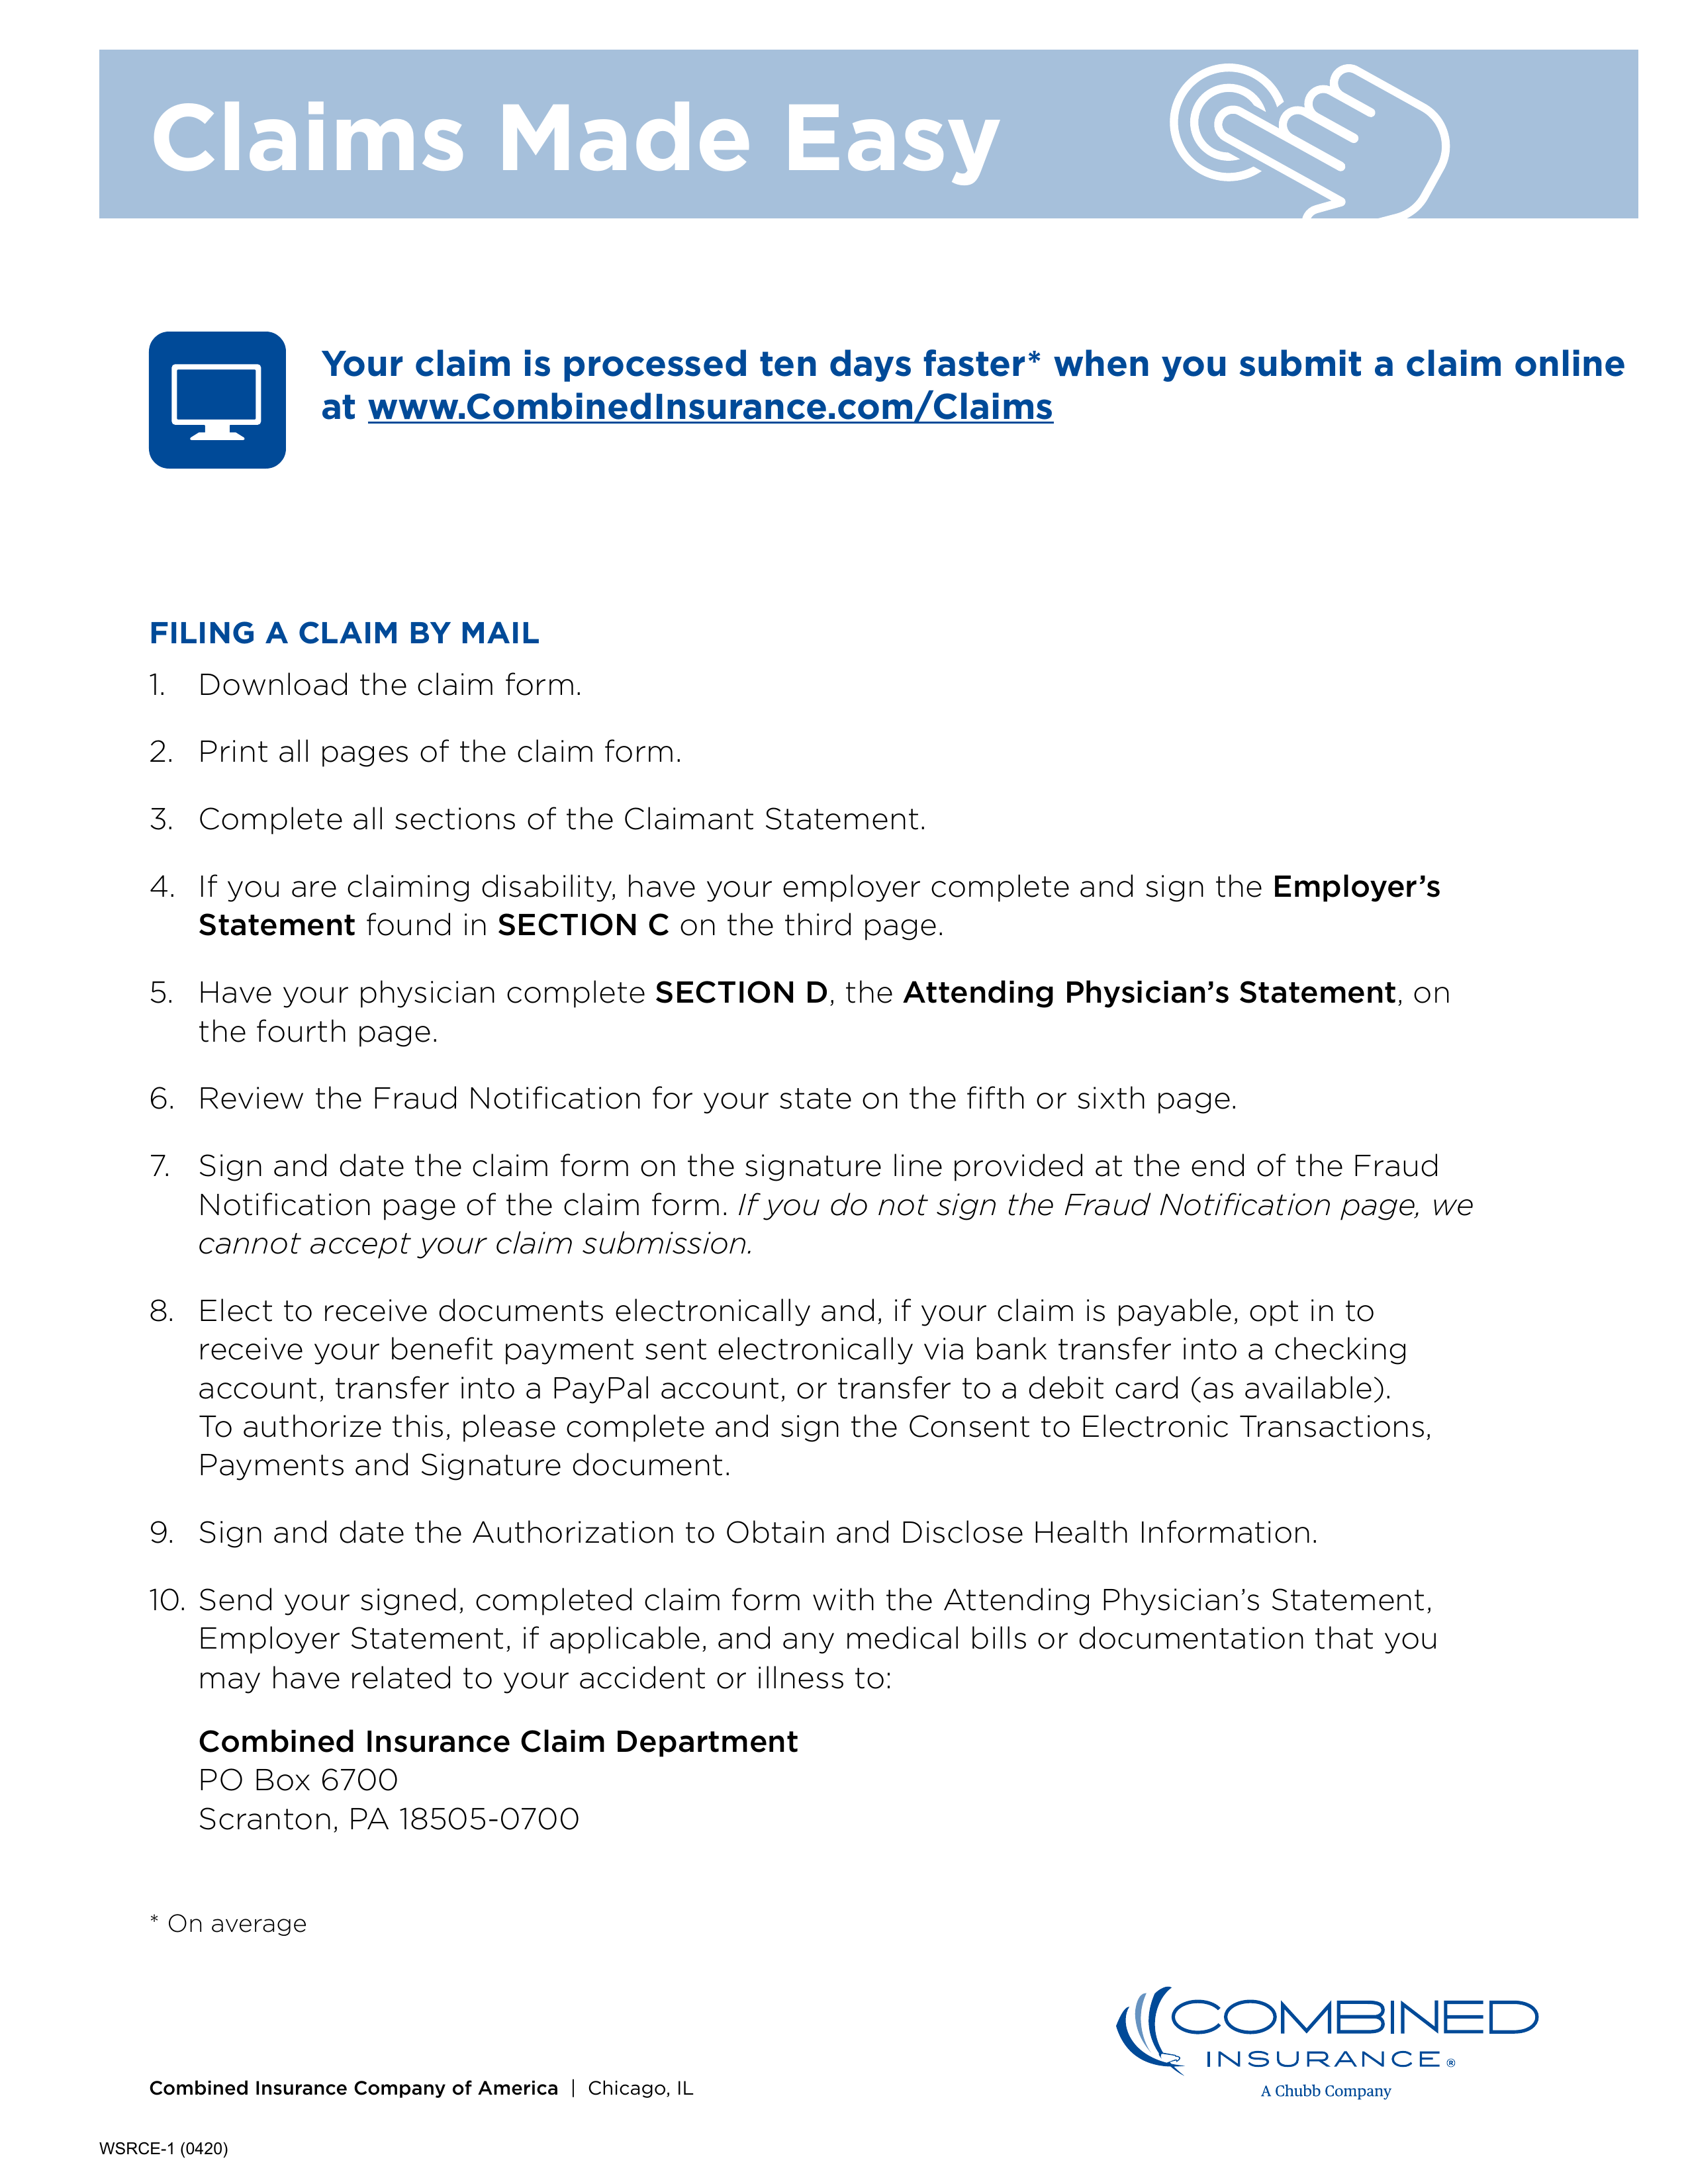 Claims Made Easy
Your claim is processed ten days faster* when you submit a claim online
at www.CombinedInsurance.com/Claims
FILING A CLAIM BY MAIL
1. Download the claim form.
2. Print all pages of the claim form.
3. Complete all sections of the Claimant Statement.
4. If you are claiming disability, have your employer complete and sign the Employer’s
Statement found in SECTION C on the third page.
5. Have your physician complete SECTION D, the Attending Physician’s Statement, on
the fourth page.
6. Review the Fraud Notification for your state on the fifth or sixth page.
7. Sign and date the claim form on the signature line provided at the end of the Fraud
Notification page of the claim form. If you do not sign the Fraud Notification page, we
cannot accept your claim submission.
8. Elect to receive documents electronically and, if your claim is payable, opt in to
receive your benefit payment sent electronically via bank transfer into a checking
account, transfer into a PayPal account, or transfer to a debit card (as available).
To authorize this, please complete and sign the Consent to Electronic Transactions,
Payments and Signature document.
9. Sign and date the Authorization to Obtain and Disclose Health Information.
10. Send your signed, completed claim form with the Attending Physician’s Statement,
Employer Statement, if applicable, and any medical bills or documentation that you
may have related to your accident or illness to:
Combined Insurance Claim Department
PO Box 6700
Scranton, PA 18505-0700
* On average
COMBINED
INSURANCE®
A Chubb Company
Combined Insurance Company of America | Chicago, IL
WSRCE-1 (0420)